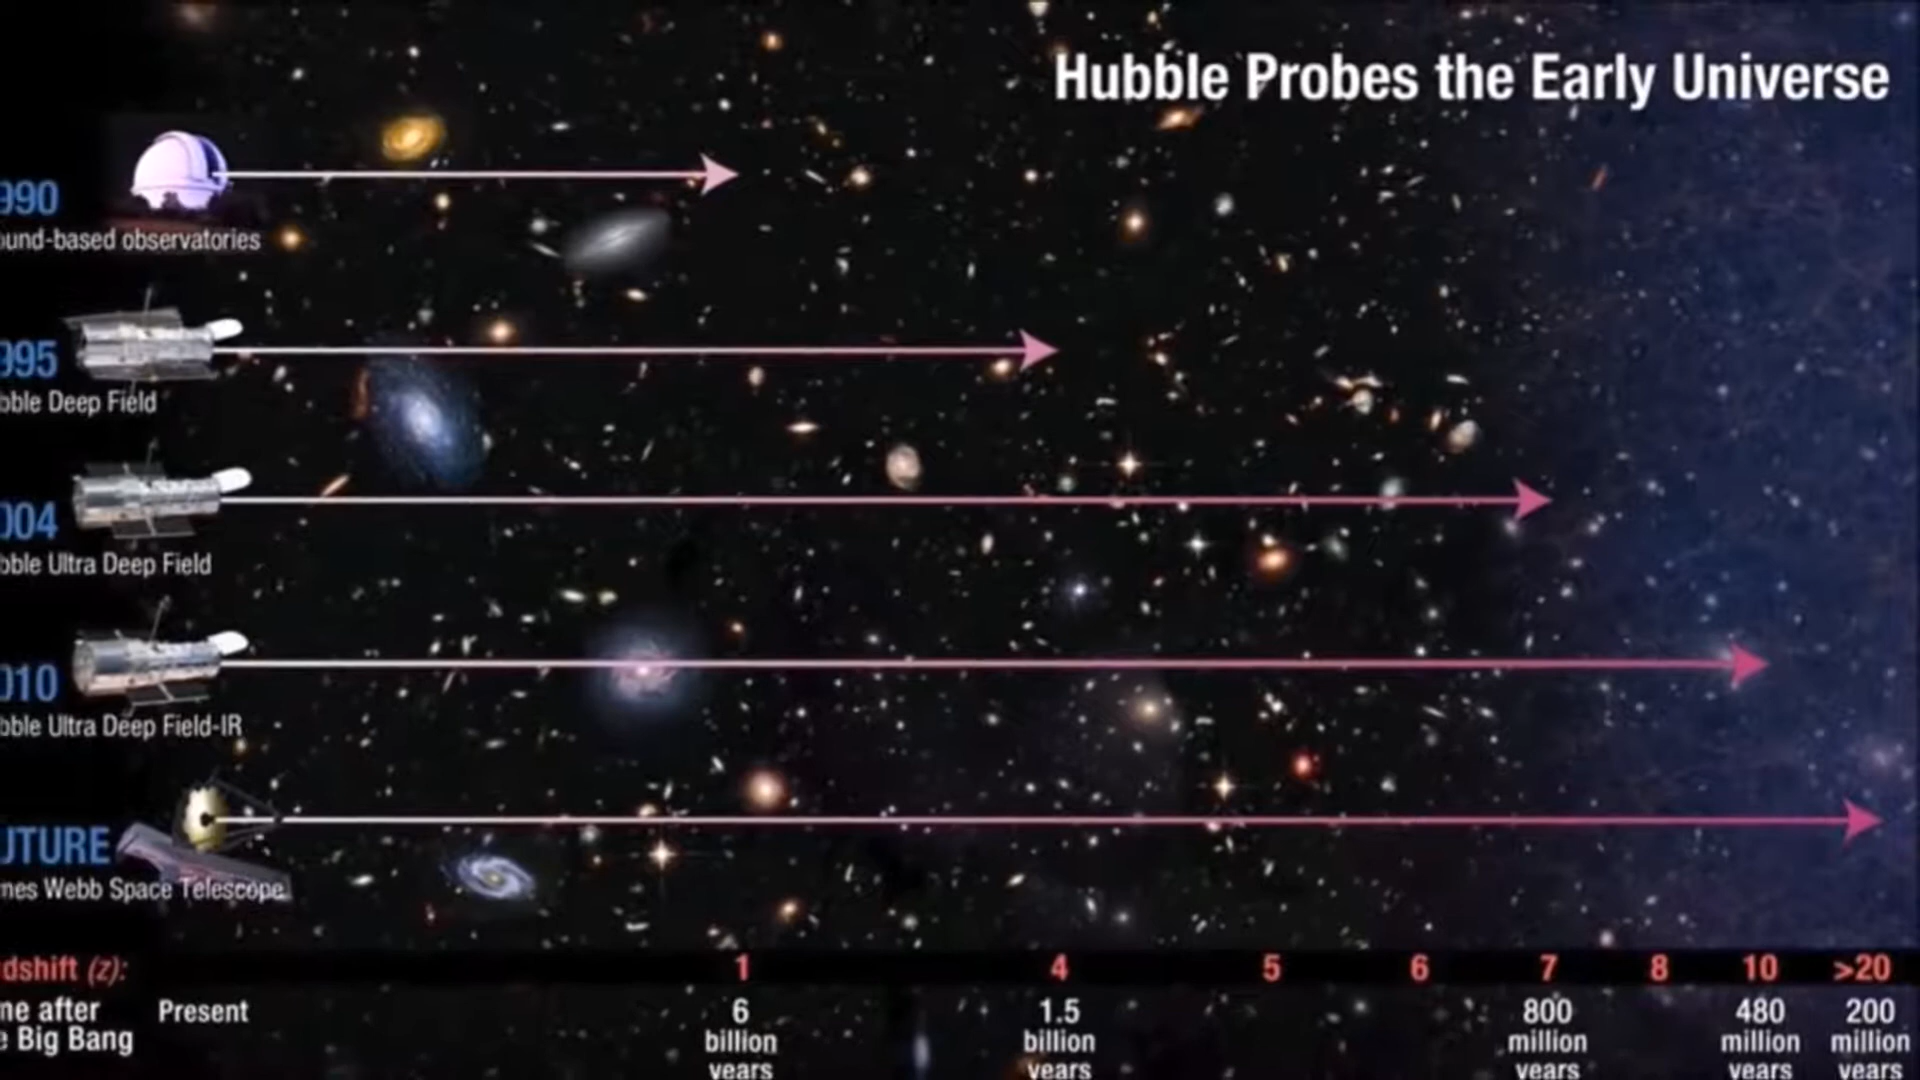 Hubble Probes the Early Universe
990
ound-based observatories
995
bble Deep Field
004
bble Ultra Deep Field
010
bble Ultra Deep Field-IR
UTURE
mes Webb Space Telescope
dshift (z): 1 4 5 6 7 8 10 >20
me after Present 6 1.5 800 480 200
e Big Bang billion billion million million million
years years years years years